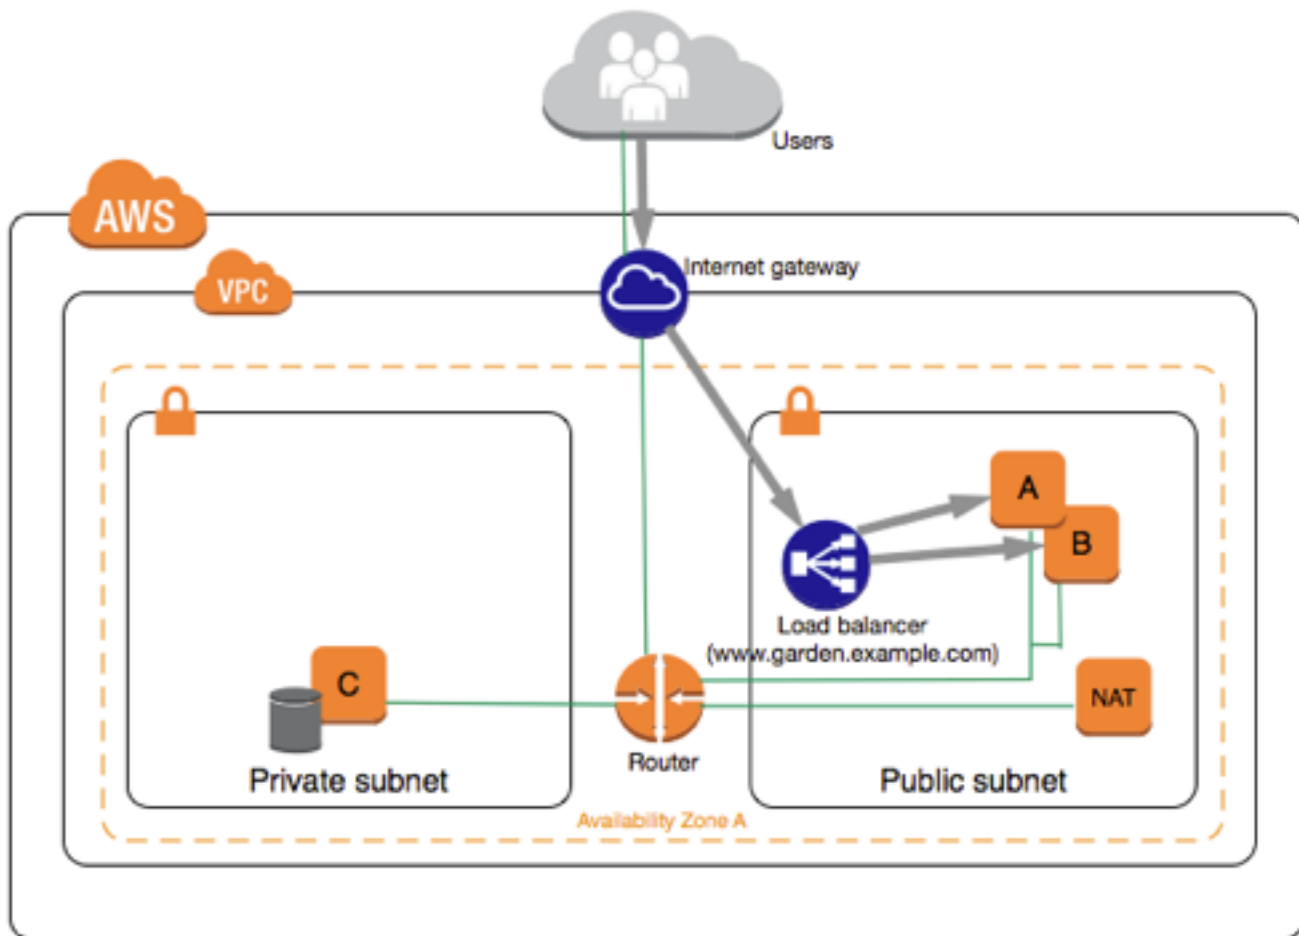 Users
AWS
Internet gateway
VPC
A
B
Load balancer
(www.garden.example.com)
C
NAT
Router
Private subnet
Public subnet
Availability Zone A